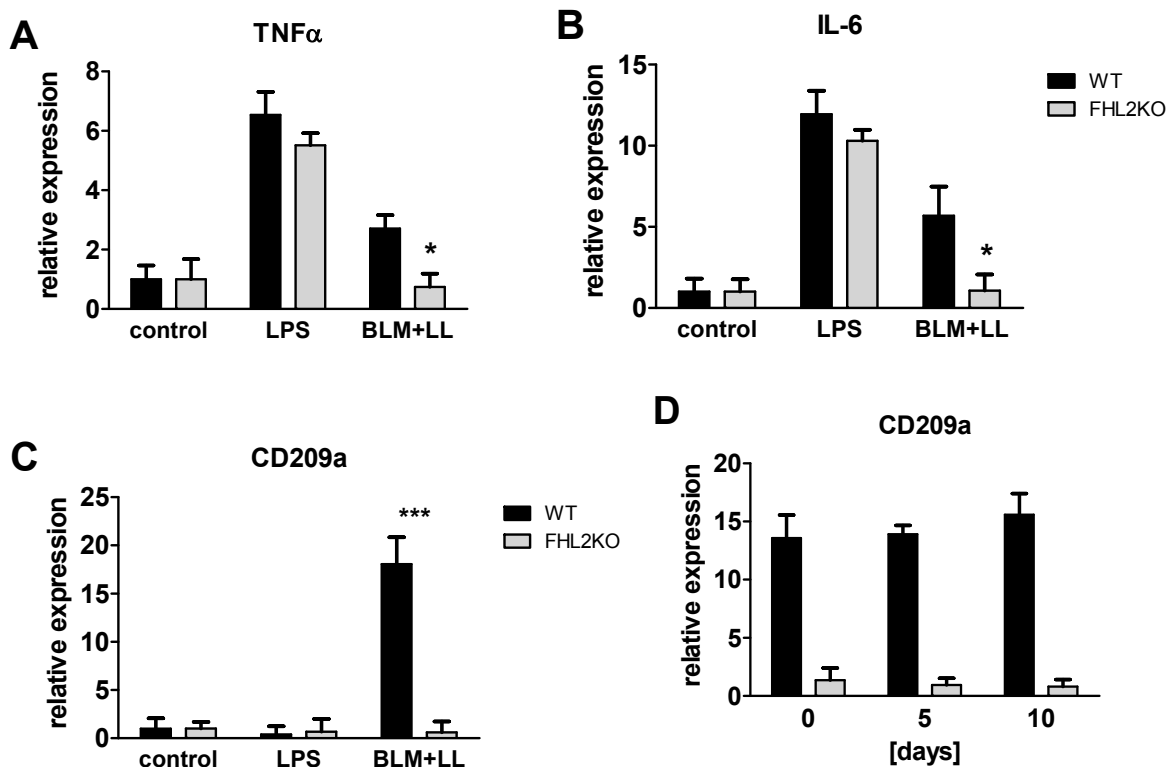 A
TNFα
relative expression
8
6
4
2
0
*
control LPS BLM+LL
B
IL-6
relative expression
15
10
5
0
*
control LPS BLM+LL
WT
FHL2KO
C
CD209a
relative expression
25
20
15
10
5
0
***
control LPS BLM+LL
WT
FHL2KO
D
CD209a
relative expression
20
15
10
5
0
0 5 10
[days]